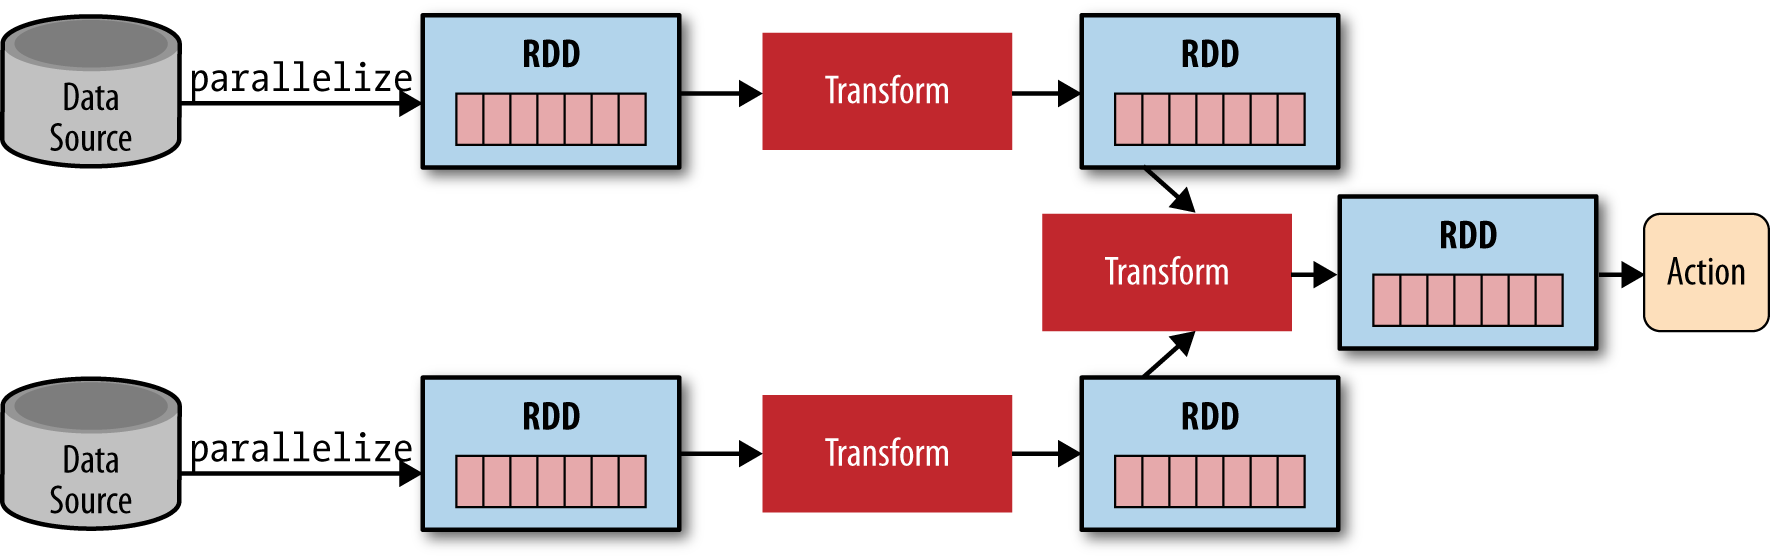 Data
Source
parallelize
RDD
Transform
RDD
Transform
RDD
Action
Data
Source
parallelize
RDD
Transform
RDD